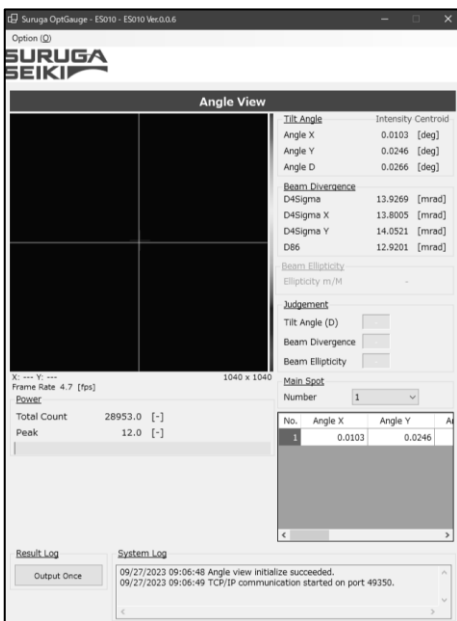 Suruga OptGauge - ES010 - ES010 Ver.0.0.6
Option (O)
SURUGA
SEIKI
Angle View
Tilt Angle Intensity Centroid
Angle X 0.0103 [deg]
Angle Y 0.0246 [deg]
Angle D 0.0266 [deg]
Beam Divergence
D4Sigma 13.9269 [mrad]
D4Sigma X 13.8005 [mrad]
D4Sigma Y 14.0521 [mrad]
D86 12.9201 [mrad]
Beam Ellipticity
Ellipticity m/M -
Judgement
Tilt Angle (D)
Beam Divergence
Beam Ellipticity
X: --- Y: --- 1040 x 1040
Frame Rate 4.7 [fps]
Power
Total Count 28953.0 [-]
Peak 12.0 [-]
Main Spot
Number 1
No. Angle X Angle Y A
1 0.0103 0.0246
Result Log
Output Once
System Log
09/27/2023 09:06:48 Angle view initialize succeeded.
09/27/2023 09:06:49 TCP/IP communication started on port 49350.